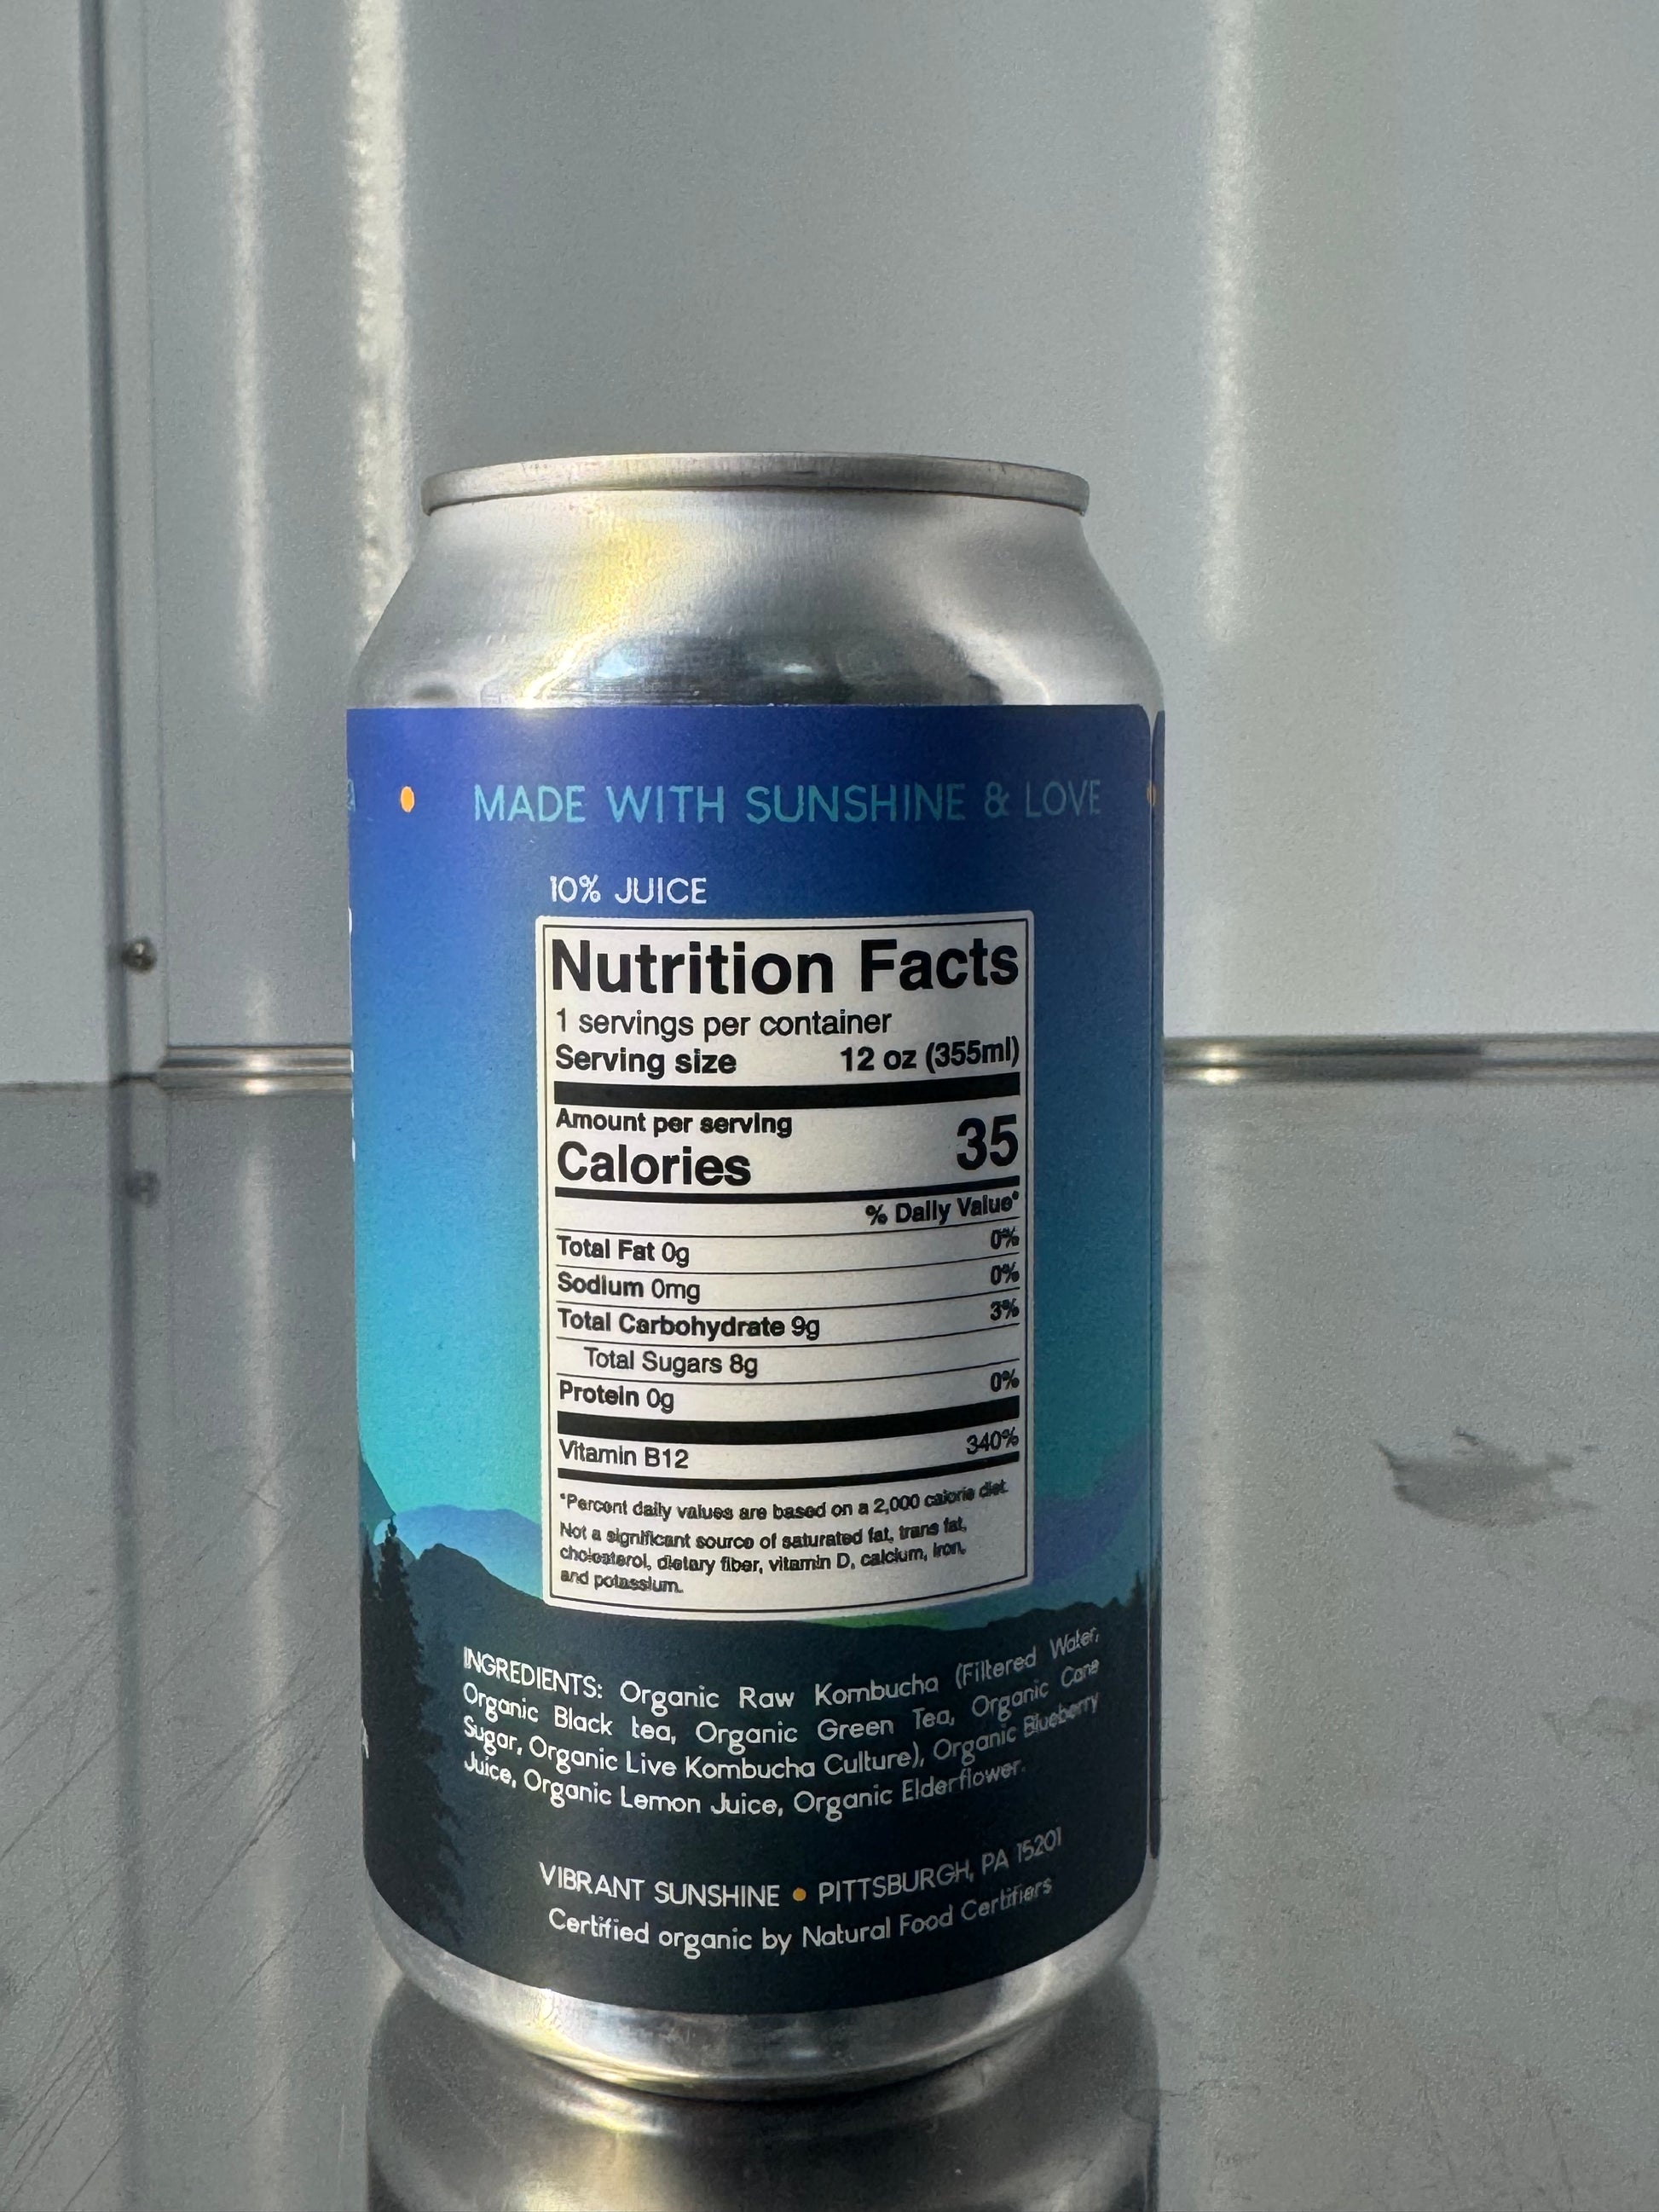 MADE WITH SUNSHINE & LOVE
10% JUICE
Nutrition Facts
1 servings per container
Serving size 12 oz (355ml)
Amount per serving
Calories 35
% Daily Value*
Total Fat 0g 0%
Sodium 0mg 0%
Total Carbohydrate 9g 3%
Total Sugars 8g
Protein 0g 0%
Vitamin B12 340%
*Percent daily values are based on a 2,000 calorie diet.
Not a significant source of saturated fat, trans fat,
cholesterol, dietary fiber, vitamin D, calcium, iron,
and potassium.
INGREDIENTS: Organic Raw Kombucha (Filtered Water,
Organic Black tea, Organic Green Tea, Organic Cane
Sugar, Organic Live Kombucha Culture), Organic Blueberry
Juice, Organic Lemon Juice, Organic Elderflower.
VIBRANT SUNSHINE • PITTSBURGH, PA 15201
Certified organic by Natural Food Certifiers